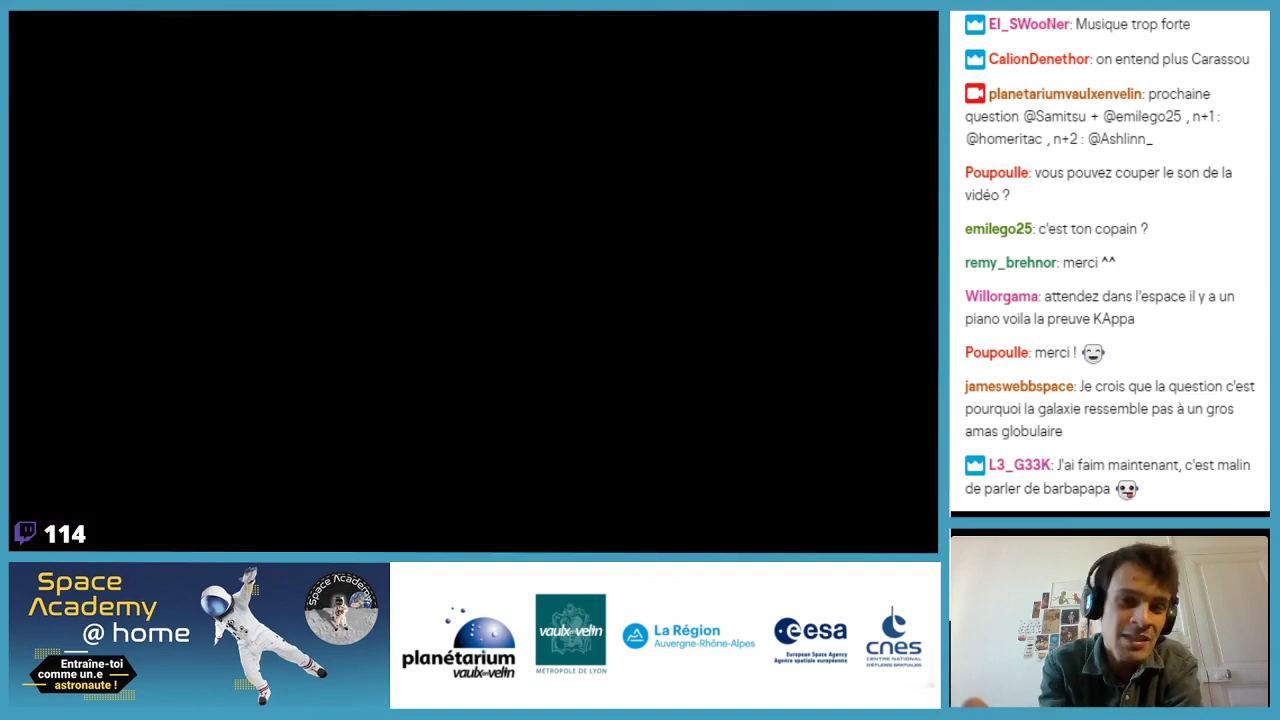 El_SWooNer: Musique trop forte
CalionDenethor: on entend plus Carassou
planetariumvaulxenvelin: prochaine
question @Samitsu + @emilego25 , n+1 :
@homeritac , n+2 : @Ashlinn_
Poupoulle: vous pouvez couper le son de la
vidéo ?
emilego25: c'est ton copain ?
remy_brehnor: merci ^^
Willorgama: attendez dans l'espace il y a un
piano voila la preuve KAppa
Poupoulle: merci !
jameswebbspace: Je crois que la question c'est
pourquoi la galaxie ressemble pas à un gros
amas globulaire
L3_G33K: J'ai faim maintenant, c'est malin
de parler de barbapapa
114
Space
Academy
@ home
Entraîne-toi
comme un.e
astronaute !
Space Academy
planétarium
vaulx en velin
vaulx en velin
MÉTROPOLE DE LYON
La Région
Auvergne-Rhône-Alpes
esa
European Space Agency
Agence spatiale européenne
cnes
CENTRE NATIONAL
D'ÉTUDES SPATIALES